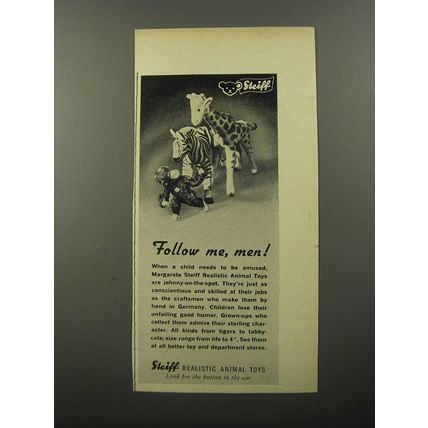 Steiff
Follow me, men!
When a child needs to be amused,
Margarete Steiff Realistic Animal Toys
are johnny-on-the-spot. They're just as
conscientious and skilled at their jobs
as the craftsmen who make them by
hand in Germany. Children love their
unfailing good humor. Grown-ups who
collect them admire their sterling char-
acter. All kinds from tigers to tabby-
cats; size range from life to 4". See them
at all better toy and department stores.
Steiff REALISTIC ANIMAL TOYS
Look for the button in the ear